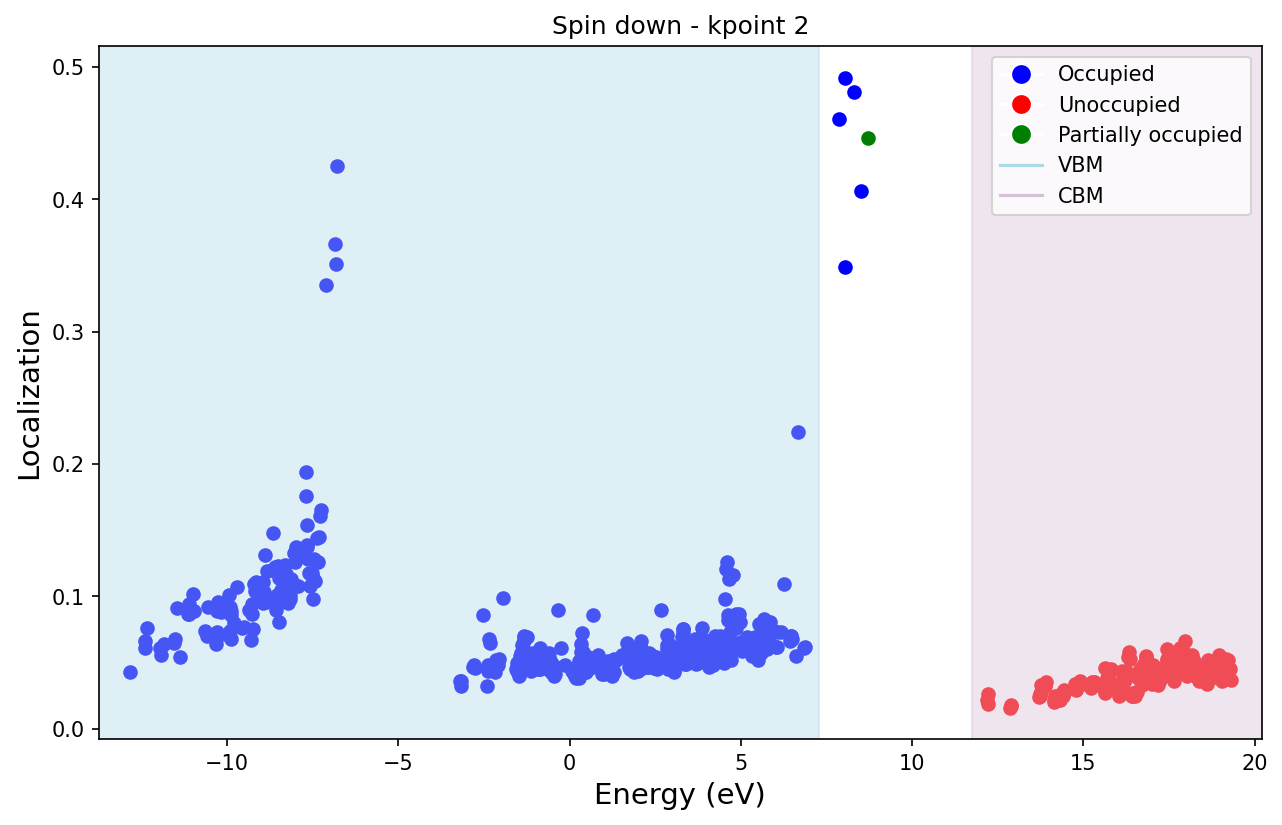 Spin down - kpoint 2
Occupied
Unoccupied
Partially occupied
VBM
CBM
Localization
0.5
0.4
0.3
0.2
0.1
0.0
−10
−5
0
5
10
15
20
Energy (eV)